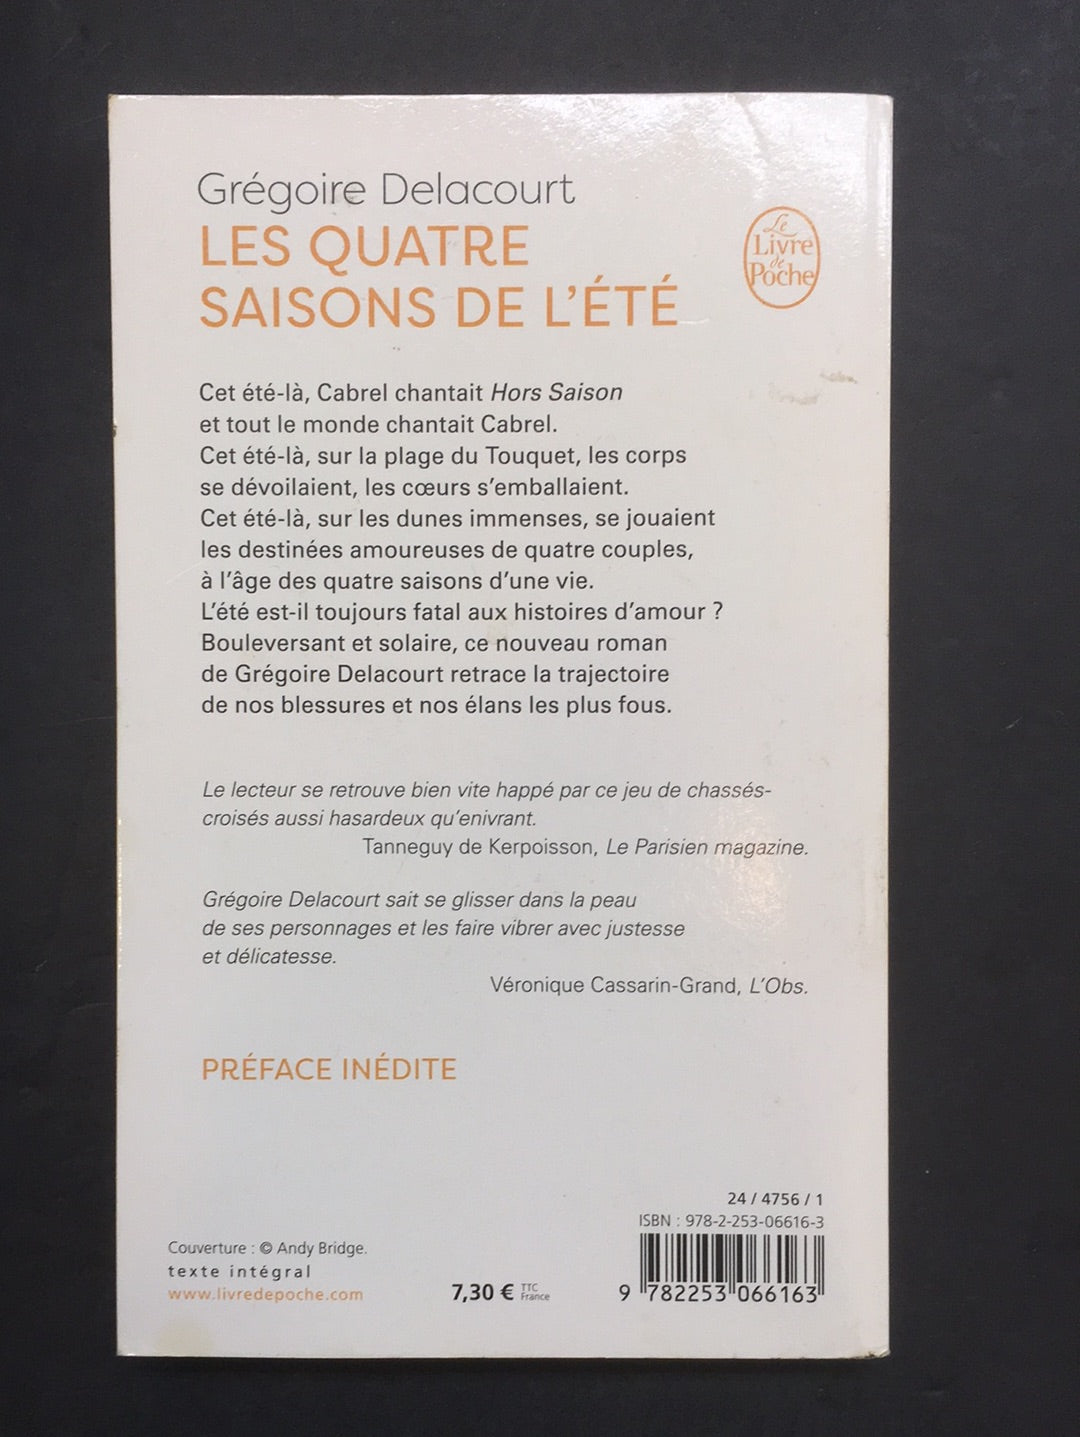 Grégoire Delacourt
LES QUATRE
SAISONS DE L'ÉTÉ
Le
Livre
de
Poche
Cet été-là, Cabrel chantait Hors Saison
et tout le monde chantait Cabrel.
Cet été-là, sur la plage du Touquet, les corps
se dévoilaient, les cœurs s'emballaient.
Cet été-là, sur les dunes immenses, se jouaient
les destinées amoureuses de quatre couples,
à l'âge des quatre saisons d'une vie.
L'été est-il toujours fatal aux histoires d'amour ?
Bouleversant et solaire, ce nouveau roman
de Grégoire Delacourt retrace la trajectoire
de nos blessures et nos élans les plus fous.
Le lecteur se retrouve bien vite happé par ce jeu de chassés-
croisés aussi hasardeux qu'enivrant.
Tanneguy de Kerpoisson, Le Parisien magazine.
Grégoire Delacourt sait se glisser dans la peau
de ses personnages et les faire vibrer avec justesse
et délicatesse.
Véronique Cassarin-Grand, L'Obs.
PRÉFACE INÉDITE
24 / 4756 / 1
ISBN : 978-2-253-06616-3
Couverture : © Andy Bridge.
texte intégral
www.livredepoche.com
7,30 € TTC France
9 782253 066163